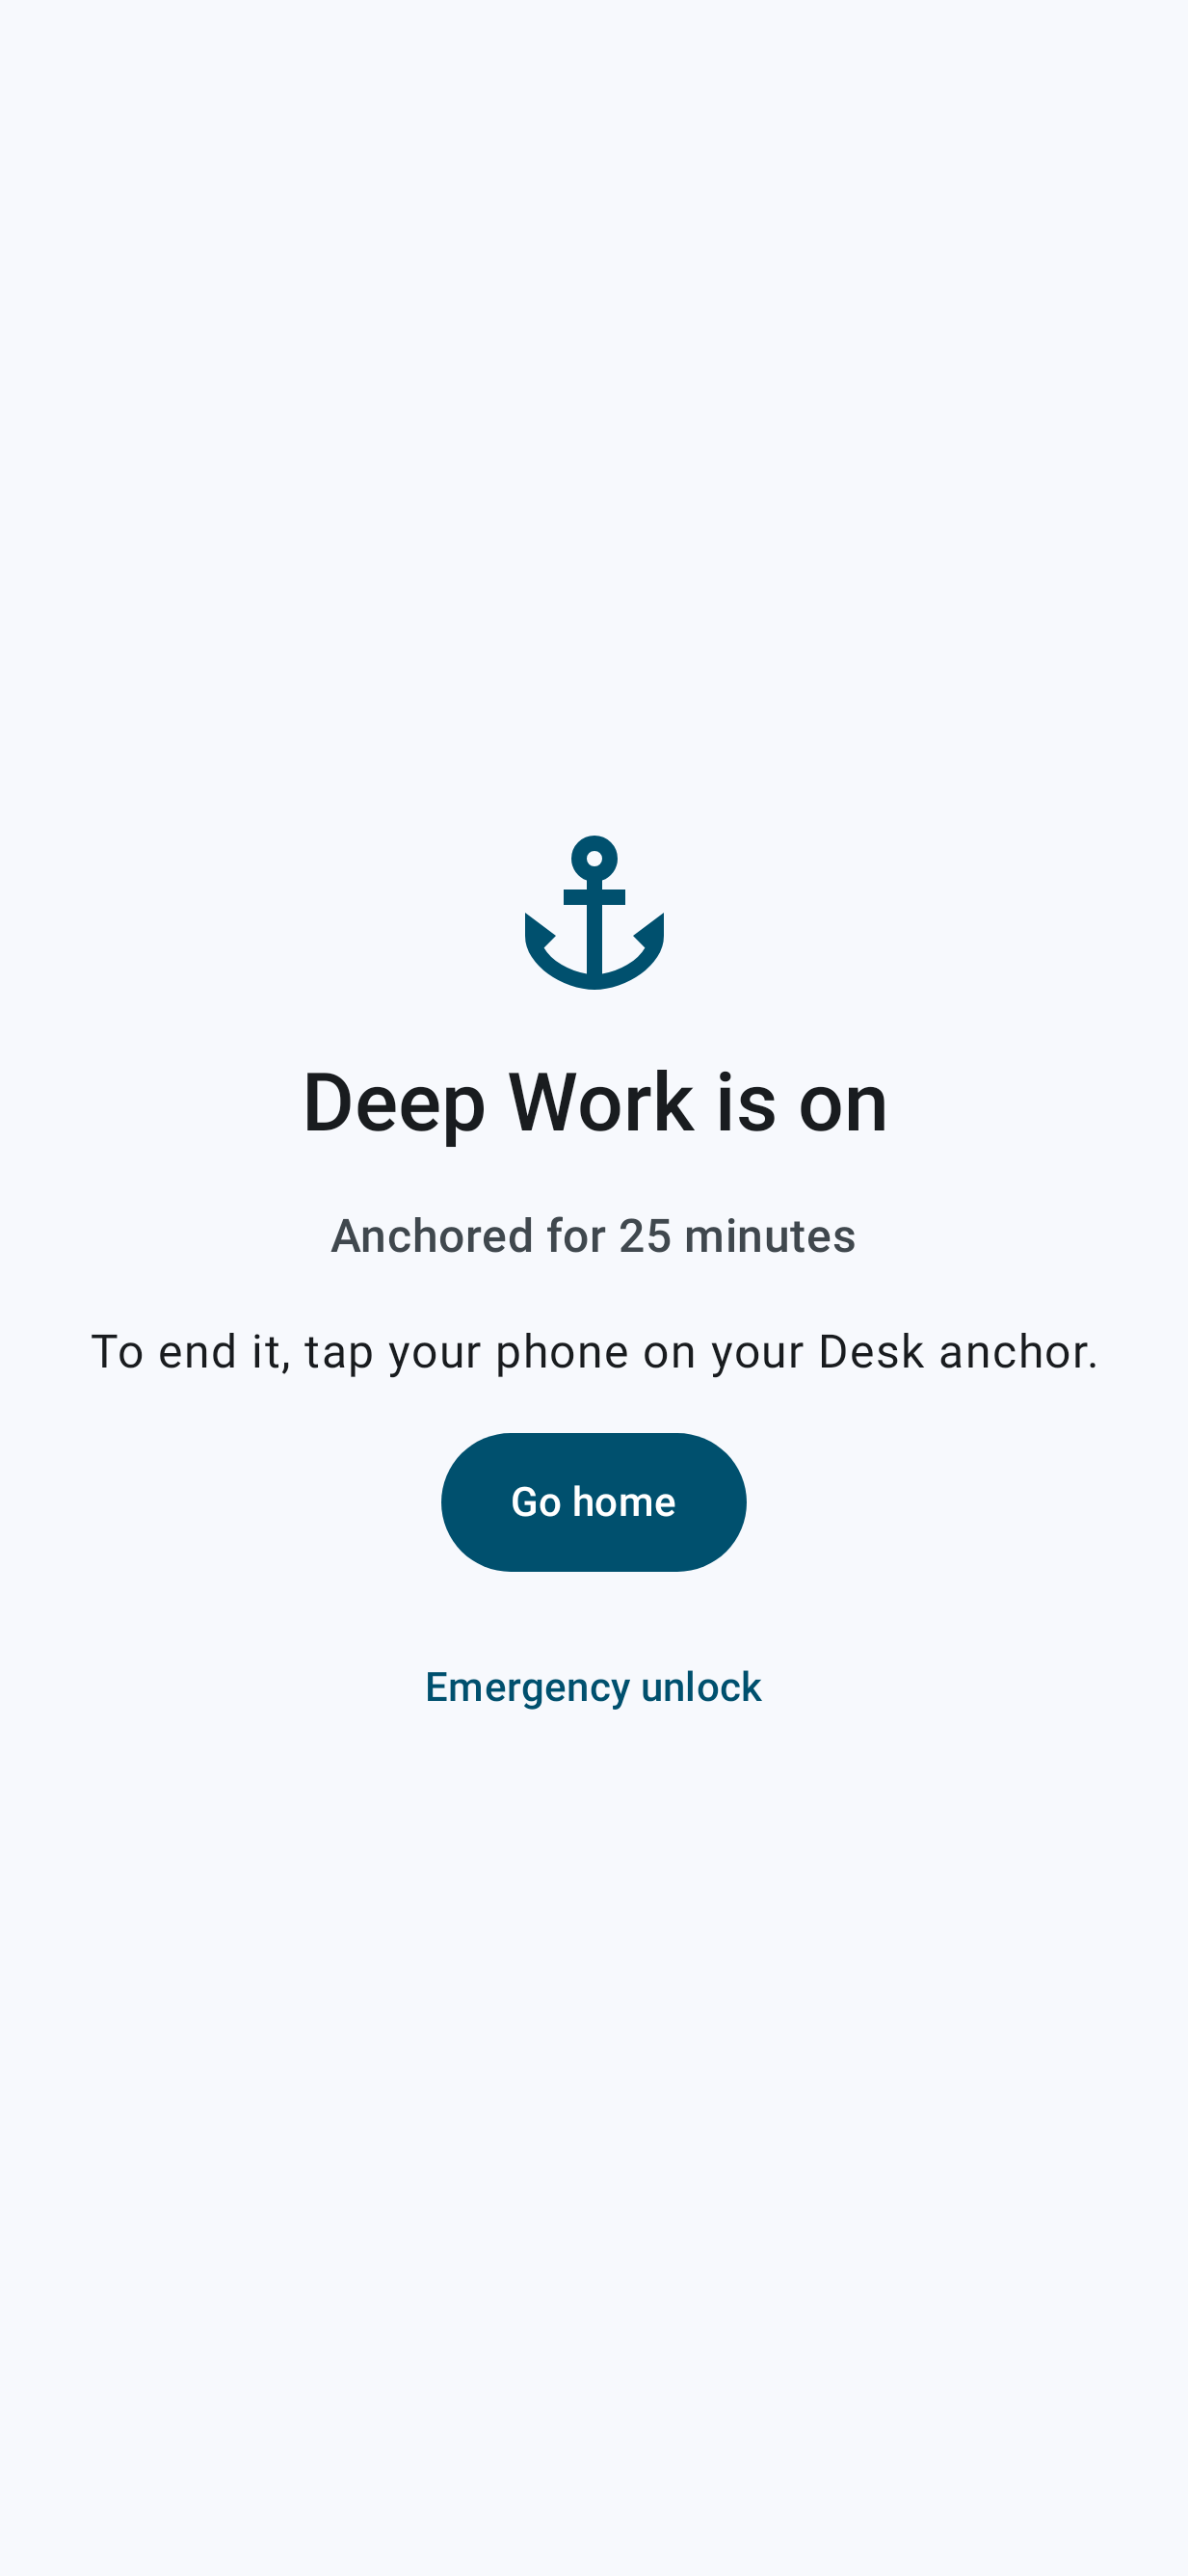 Deep Work is on
Anchored for 25 minutes
To end it, tap your phone on your Desk anchor.
Go home
Emergency unlock